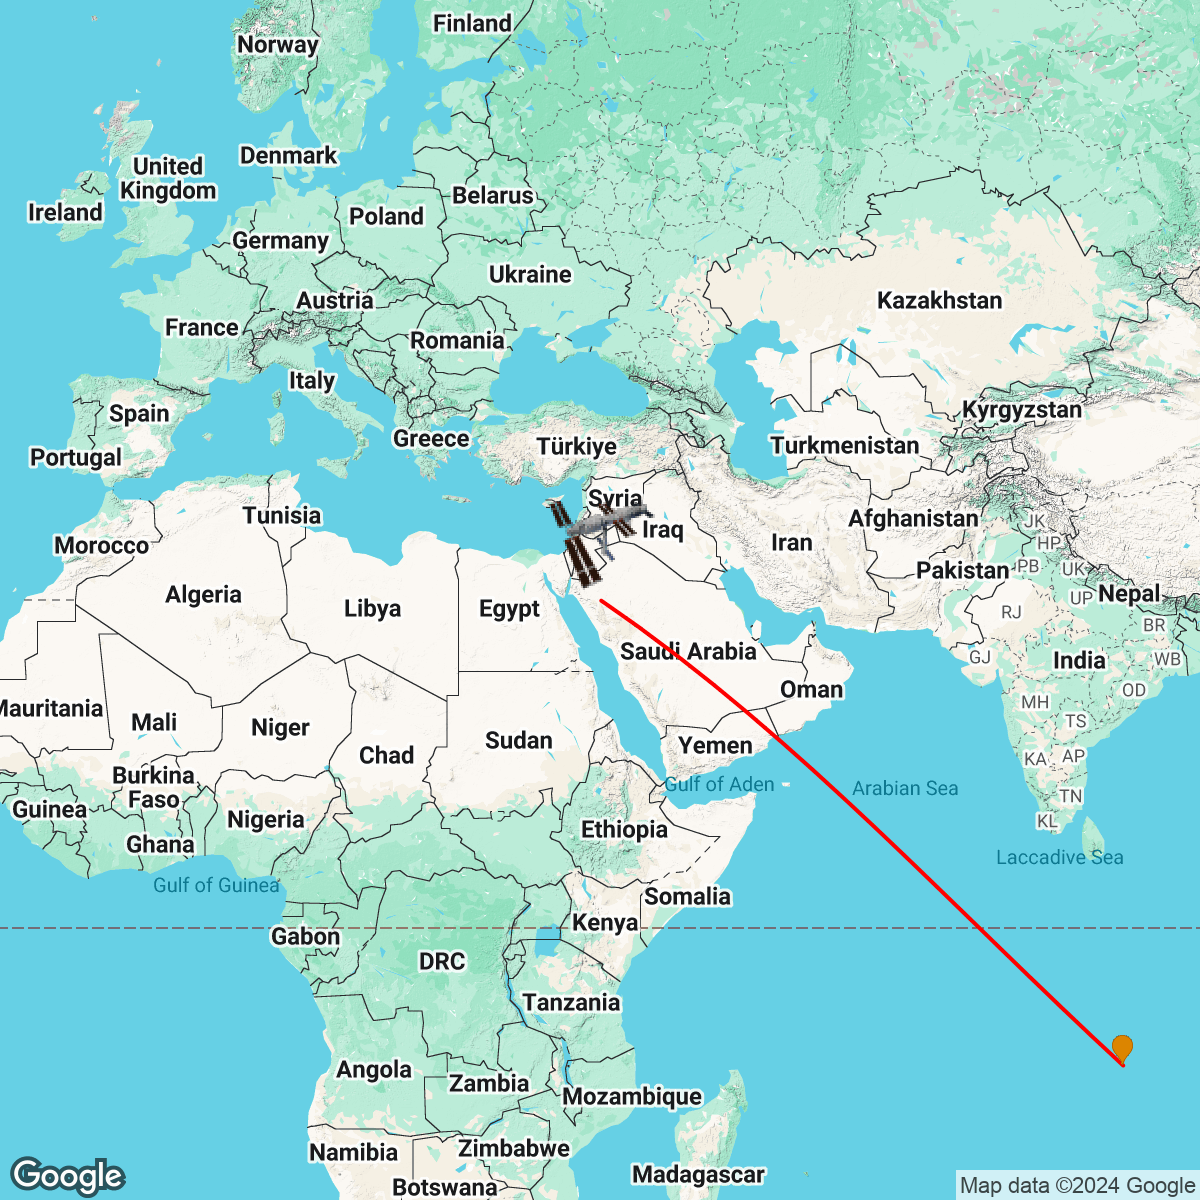 Finland
Norway
Denmark
United
Kingdom
Ireland
Belarus
Poland
Germany
Ukraine
Austria
Kazakhstan
France
Romania
Italy
Spain
Kyrgyzstan
Greece
Türkiye
Turkmenistan
Portugal
Syria
Tunisia
Afghanistan
JK
Iraq
Iran
HP
Morocco
Pakistan
PB
UK
Algeria
Libya
Egypt
UP
Nepal
RJ
BR
Saudi Arabia
GJ
India
WB
Oman
OD
Mauritania
Mali
Niger
MH
TS
Sudan
Yemen
Chad
KA
AP
Burkina
Faso
Gulf of Aden
Arabian Sea
TN
Guinea
Nigeria
Ethiopia
KL
Ghana
Laccadive Sea
Gulf of Guinea
Somalia
Kenya
Gabon
DRC
Tanzania
Angola
Zambia
Mozambique
Namibia
Zimbabwe
Madagascar
Botswana
Google
Map data ©2024 Google